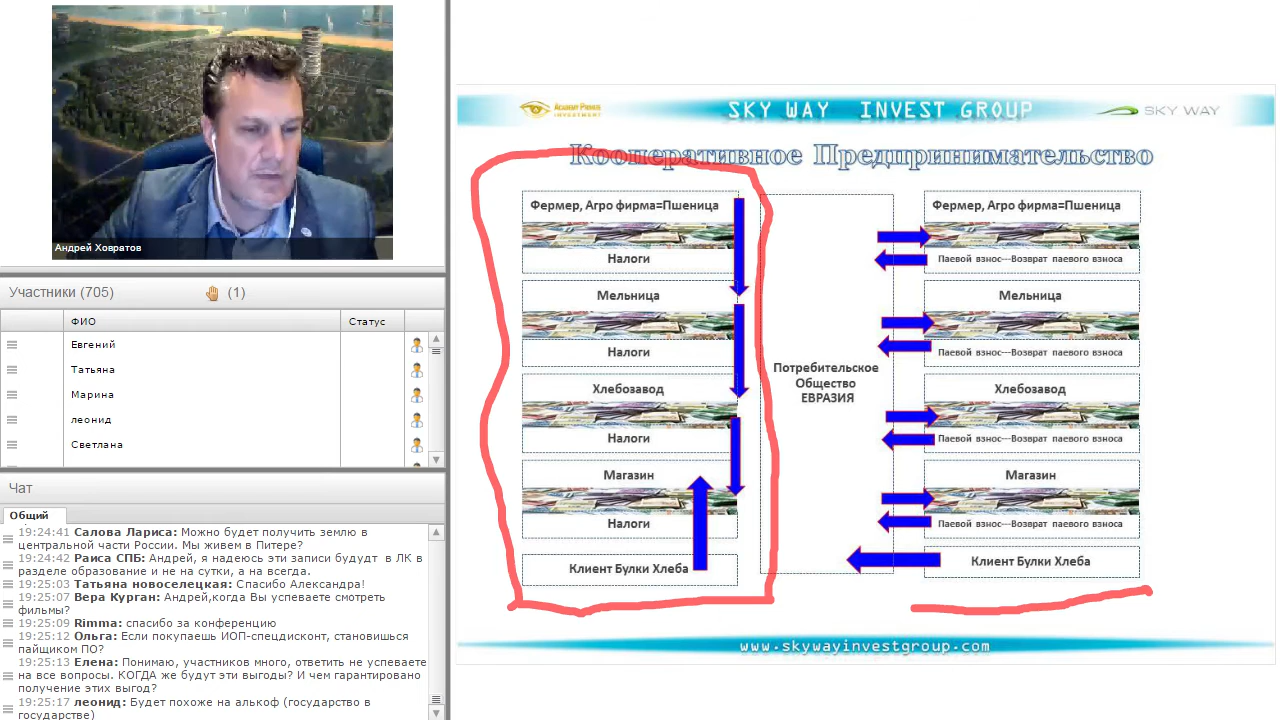 Андрей Ховратов
Участники (705)
(1)
ФИО
Статус
Евгений
Татьяна
Марина
леонид
Светлана
Чат
Общий
19:24:41 Салова Лариса: Можно будет получить землю в
центральной части России. Мы живем в Питере?
19:24:42 Раиса СПБ: Андрей, я надеюсь эти записи будудт в ЛК в
разделе образование и не на сутки, а на всегда.
19:25:03 Татьяна новоселецкая: Спасибо Александра!
19:25:07 Вера Курган: Андрей,когда Вы успеваете смотреть
фильмы?
19:25:09 Rimma: спасибо за конференцию
19:25:12 Ольга: Если покупаешь ИОП-спецдисконт, становишься
пайщиком ПО?
19:25:13 Елена: Понимаю, участников много, ответить не успеваете
на все вопросы. КОГДА же будут эти выгоды? И чем гарантировано
получение этих выгод?
19:25:17 леонид: Будет похоже на алькоф (государство в
государстве)
INVESTMENT
SKY WAY INVEST GROUP
SKY WAY
Кооперативное Предпринимательство
Фермер, Агро фирма=Пшеница
Налоги
Мельница
Налоги
Хлебозавод
Налоги
Магазин
Налоги
Клиент Булки Хлеба
Потребительское
Общество
ЕВРАЗИЯ
Фермер, Агро фирма=Пшеница
Паевой взнос---Возврат паевого взноса
Мельница
Паевой взнос---Возврат паевого взноса
Хлебозавод
Паевой взнос---Возврат паевого взноса
Магазин
Паевой взнос---Возврат паевого взноса
Клиент Булки Хлеба
www.skywayinvestgroup.com